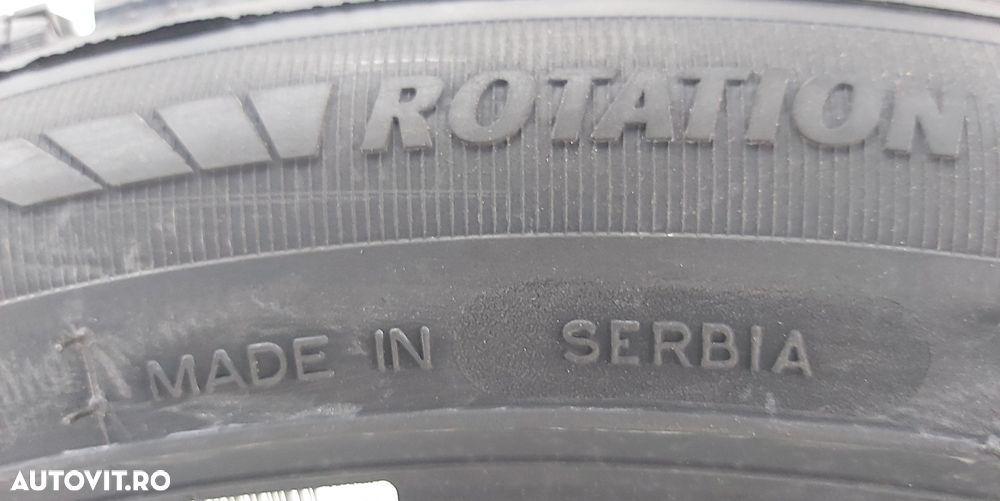 ROTATION
MADE IN SERBIA
AUTOVIT.RO